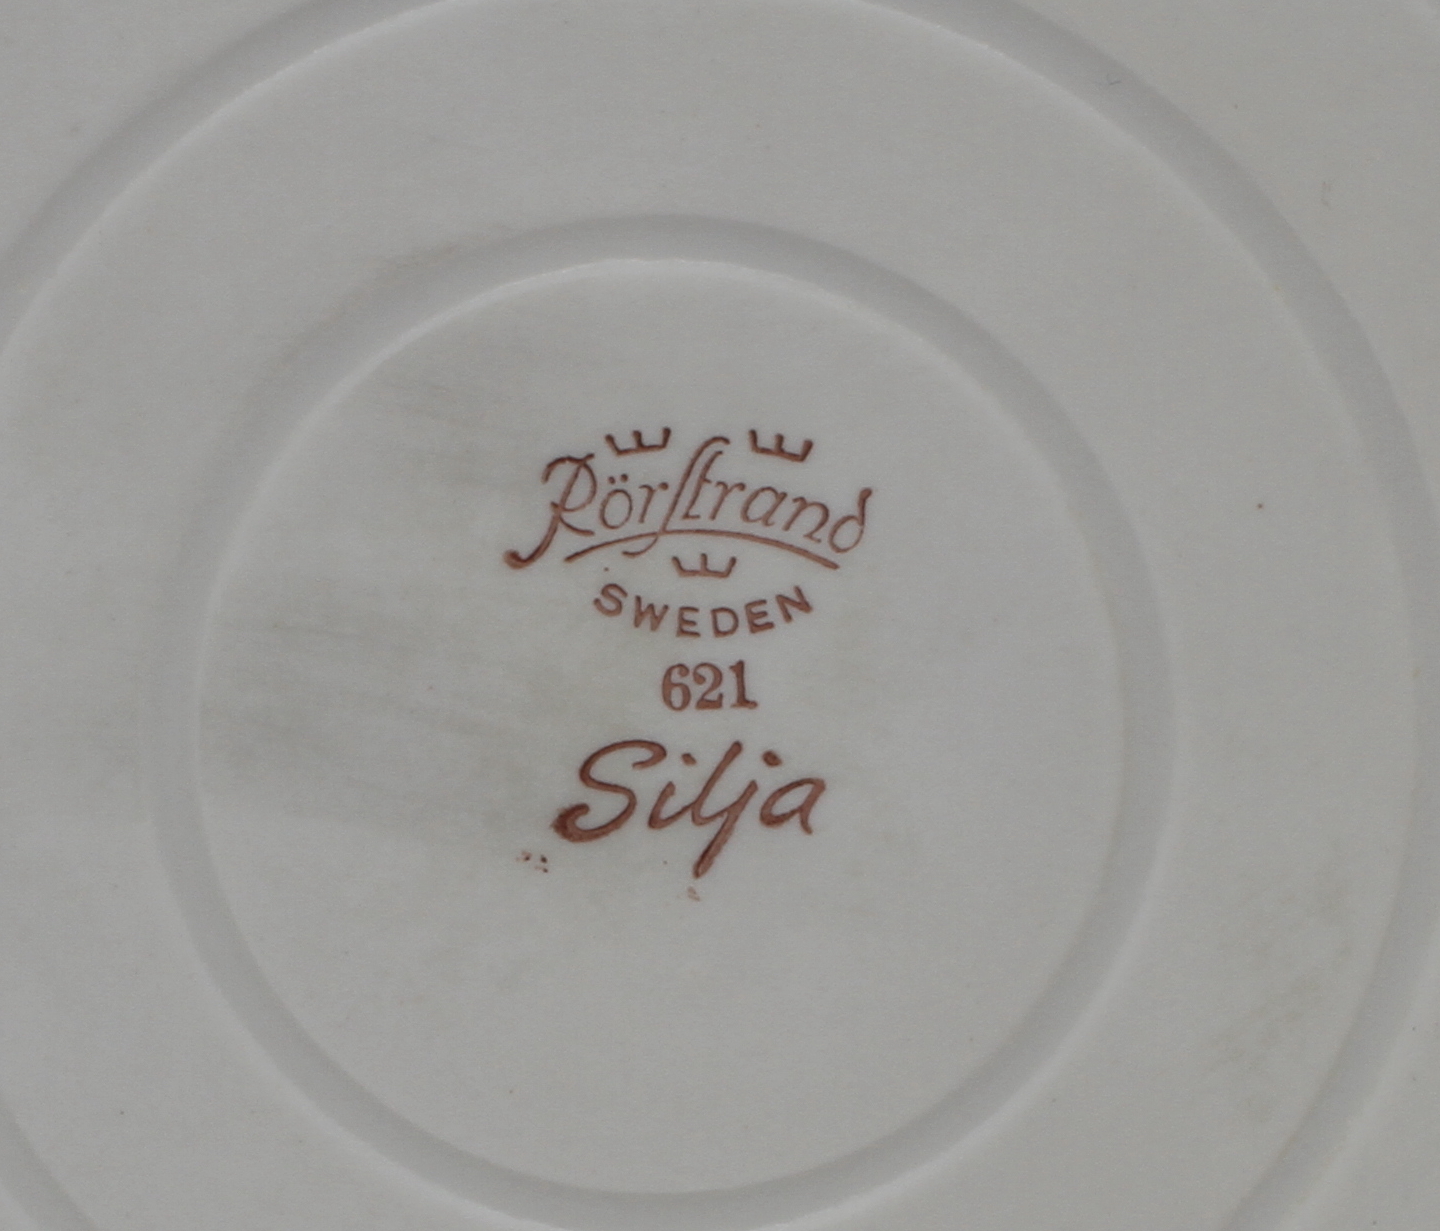 Rörstrand
SWEDEN
621
Silja